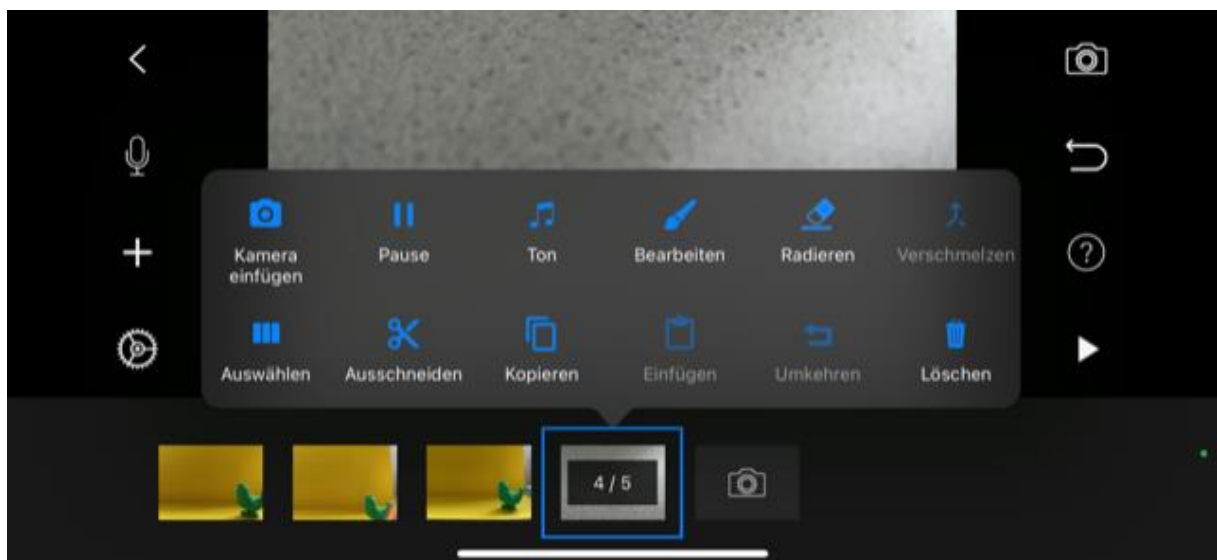 Kamera
einfügen
Pause
Ton
Bearbeiten
Radieren
Verschmelzen
?
Auswählen
Ausschneiden
Kopieren
Einfügen
Umkehren
Löschen
4 / 5